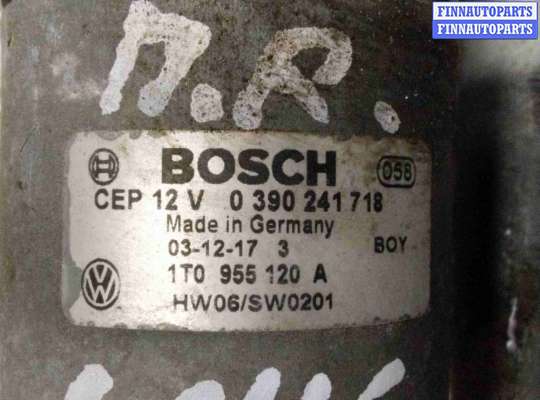 FINNAUTOPARTS
FINNAUTOPARTS
П.Я.
BOSCH 058
CEP 12 V 0 390 241 718
Made in Germany
03-12-17 3 BOY
1T0 955 120 A
HW06/SW0201